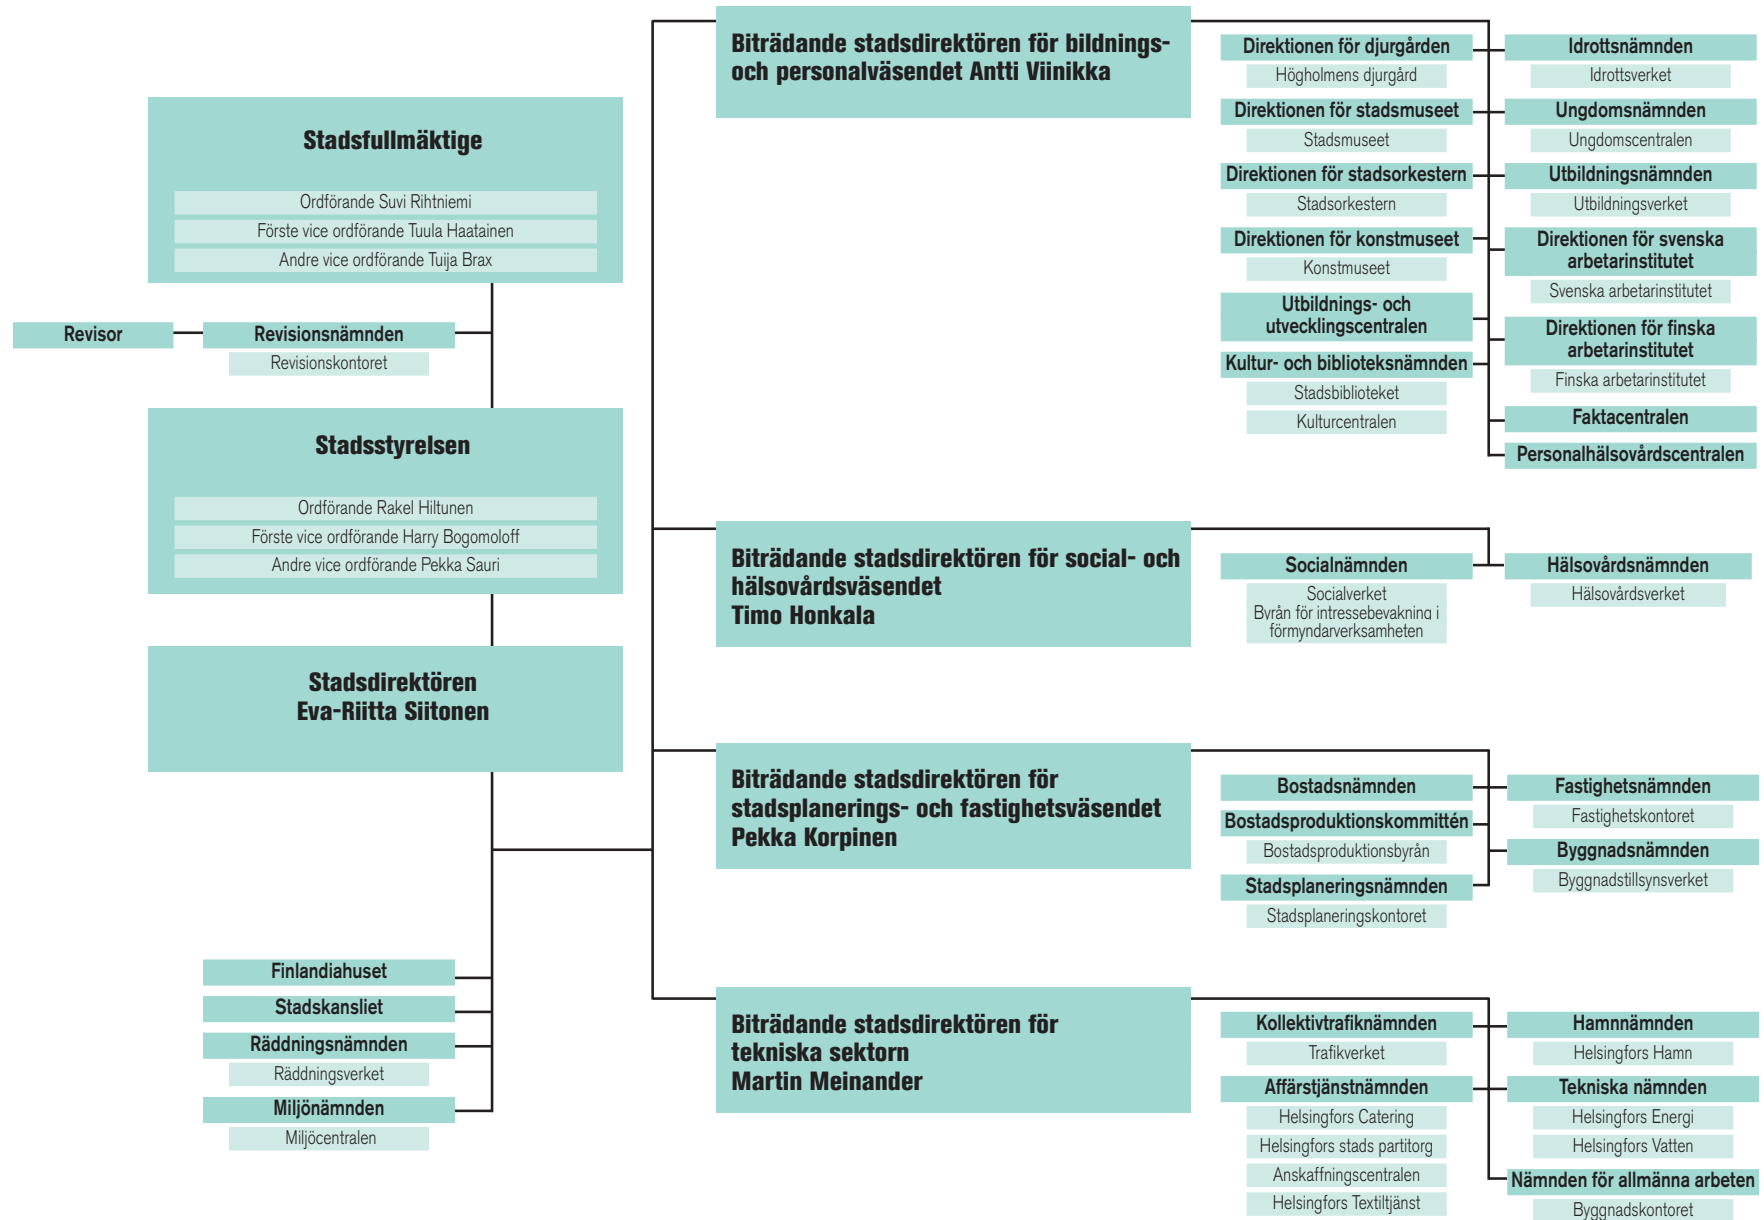 Stadsfullmäktige
Ordförande Suvi Rihtniemi
Förste vice ordförande Tuula Haatainen
Andre vice ordförande Tuija Brax
Revisor
Revisionsnämnden
Revisionskontoret
Stadsstyrelsen
Ordförande Rakel Hiltunen
Förste vice ordförande Harry Bogomoloff
Andre vice ordförande Pekka Sauri
Stadsdirektören
Eva-Riitta Siitonen
Finlandiahuset
Stadskansliet
Räddningsnämnden
Räddningsverket
Miljönämnden
Miljöcentralen
Biträdande stadsdirektören för bildnings-
och personalväsendet Antti Viinikka
Direktionen för djurgården
Högholmens djurgård
Direktionen för stadsmuseet
Stadsmuseet
Direktionen för stadsorkestern
Stadsorkestern
Direktionen för konstmuseet
Konstmuseet
Utbildnings- och
utvecklingscentralen
Kultur- och biblioteksnämnden
Stadsbiblioteket
Kulturcentralen
Idrottsnämnden
Idrottsverket
Ungdomsnämnden
Ungdomscentralen
Utbildningsnämnden
Utbildningsverket
Direktionen för svenska
arbetarinstitutet
Svenska arbetarinstitutet
Direktionen för finska
arbetarinstitutet
Finska arbetarinstitutet
Faktacentralen
Personalhälsovårdscentralen
Biträdande stadsdirektören för social- och
hälsovårdsväsendet
Timo Honkala
Socialnämnden
Socialverket
Byrån för intressebevakning i
förmyndarverksamheten
Hälsovårdsnämnden
Hälsovårdsverket
Biträdande stadsdirektören för
stadsplanerings- och fastighetsväsendet
Pekka Korpinen
Bostadsnämnden
Bostadsproduktionskommittén
Bostadsproduktionsbyrån
Stadsplaneringsnämnden
Stadsplaneringskontoret
Fastighetsnämnden
Fastighetskontoret
Byggnadsnämnden
Byggnadstillsynsverket
Biträdande stadsdirektören för
tekniska sektorn
Martin Meinander
Kollektivtrafiknämnden
Trafikverket
Affärstjänstnämnden
Helsingfors Catering
Helsingfors stads partitorg
Anskaffningscentralen
Helsingfors Textiltjänst
Hamnnämnden
Helsingfors Hamn
Tekniska nämnden
Helsingfors Energi
Helsingfors Vatten
Nämnden för allmänna arbeten
Byggnadskontoret